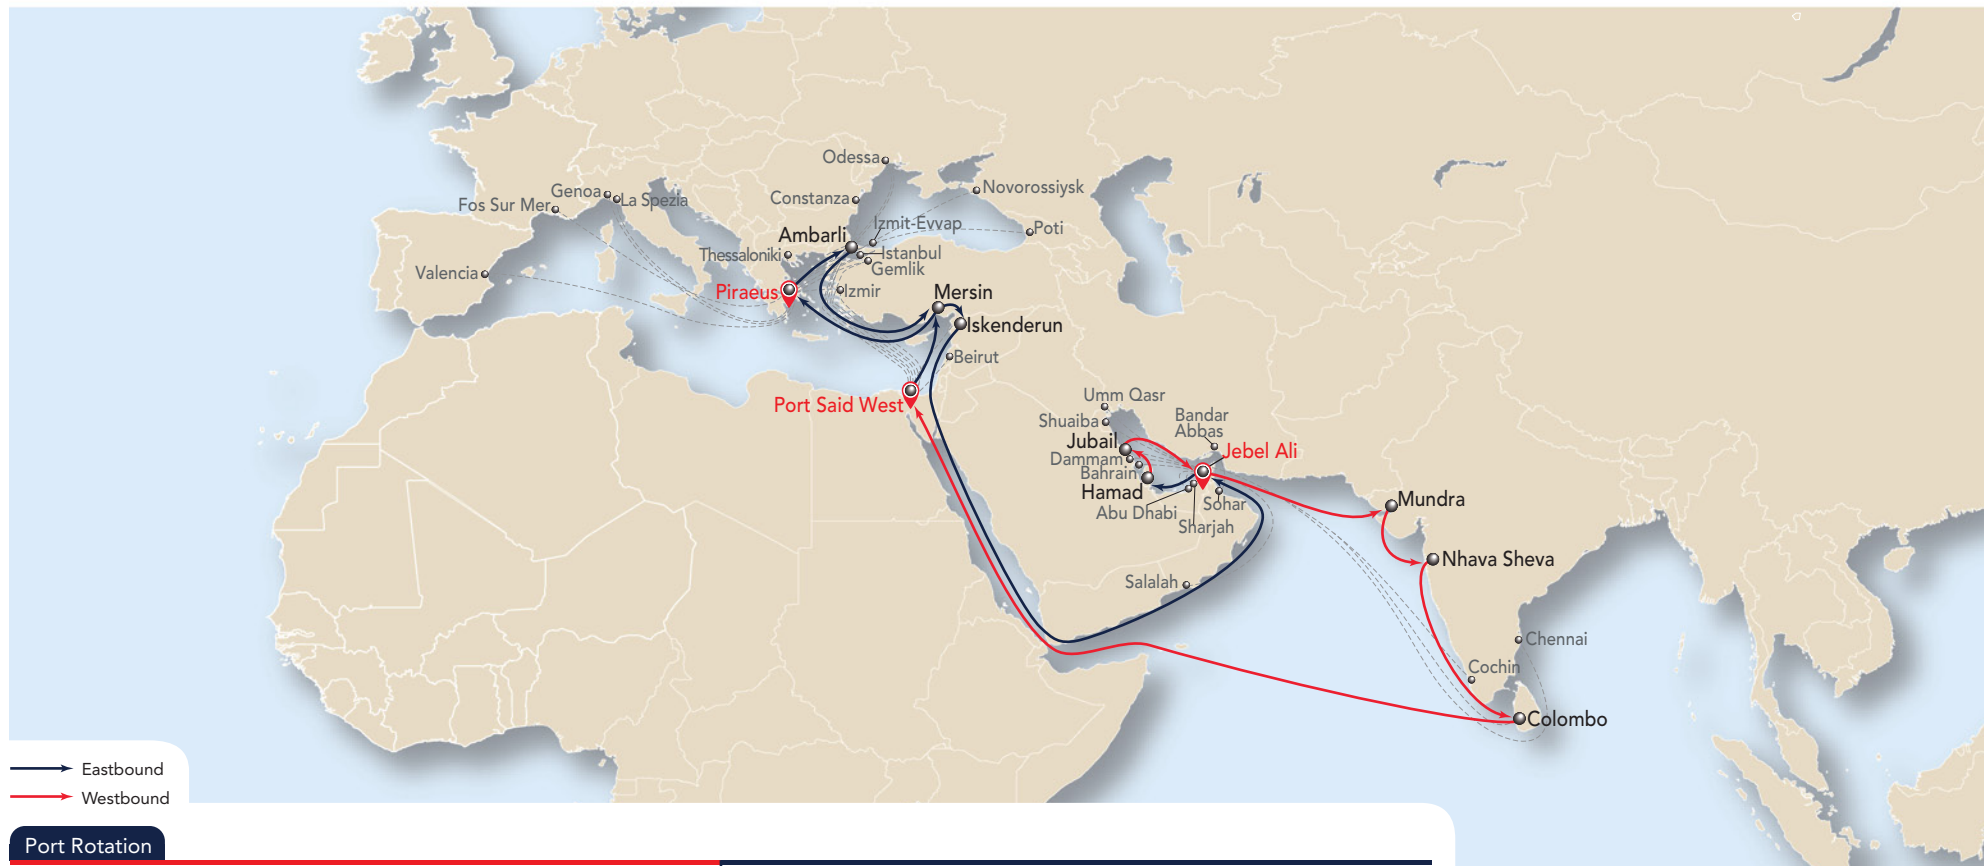 Odessa
Novorossiysk
Genoa
La Spezia
Constanza
Fos Sur Mer
Izmit-Evvap
Poti
Ambarli
Thessaloniki
Istanbul
Gemlik
Valencia
Piraeus
Izmir
Mersin
Iskenderun
Beirut
Port Said West
Umm Qasr
Shuaiba
Bandar
Abbas
Jubail
Jebel Ali
Dammam
Bahrain
Hamad
Abu Dhabi
Sohar
Sharjah
Mundra
Nhava Sheva
Salalah
Chennai
Cochin
Colombo
Eastbound
Westbound
Port Rotation